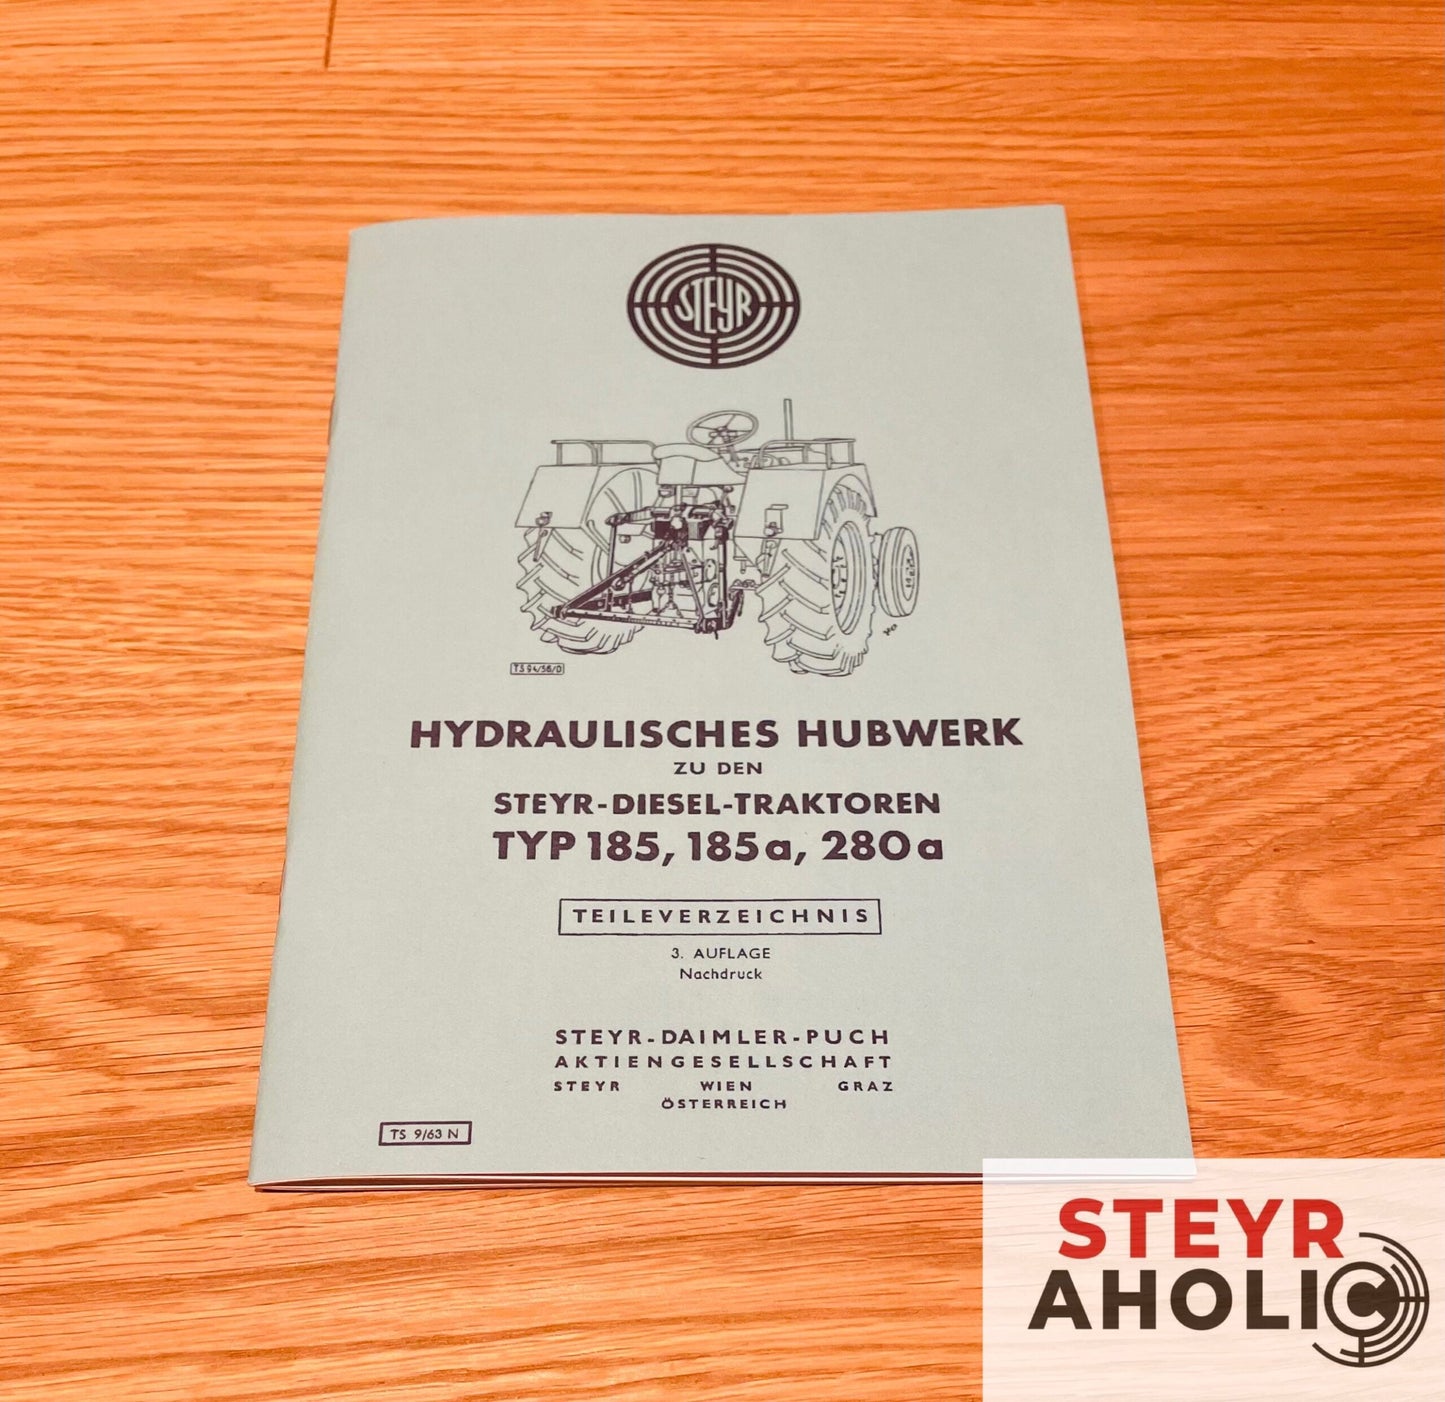 STEYR
TS 94/56/D
HYDRAULISCHES HUBWERK
ZU DEN
STEYR-DIESEL-TRAKTOREN
TYP 185, 185a, 280a
TEILEVERZEICHNIS
3. AUFLAGE
Nachdruck
STEYR-DAIMLER-PUCH
AKTIENGESELLSCHAFT
STEYR WIEN GRAZ
ÖSTERREICH
TS 9/63 N
STEYR
AHOLIC